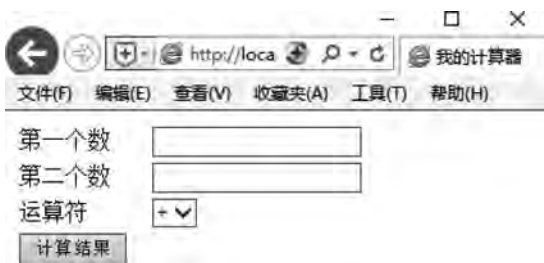 http://loca
我的计算器
文件(F) 编辑(E) 查看(V) 收藏夹(A) 工具(T) 帮助(H)
第一个数
第二个数
运算符 +
计算结果